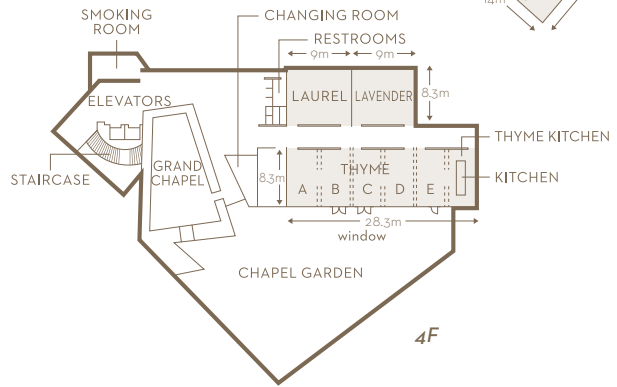 SMOKING
ROOM
CHANGING ROOM
14m
RESTROOMS
9m
9m
ELEVATORS
LAUREL
LAVENDER
8.3m
THYME KITCHEN
STAIRCASE
GRAND
CHAPEL
8.3m
THYME
A
B
C
D
E
KITCHEN
28.3m
window
CHAPEL GARDEN
4F